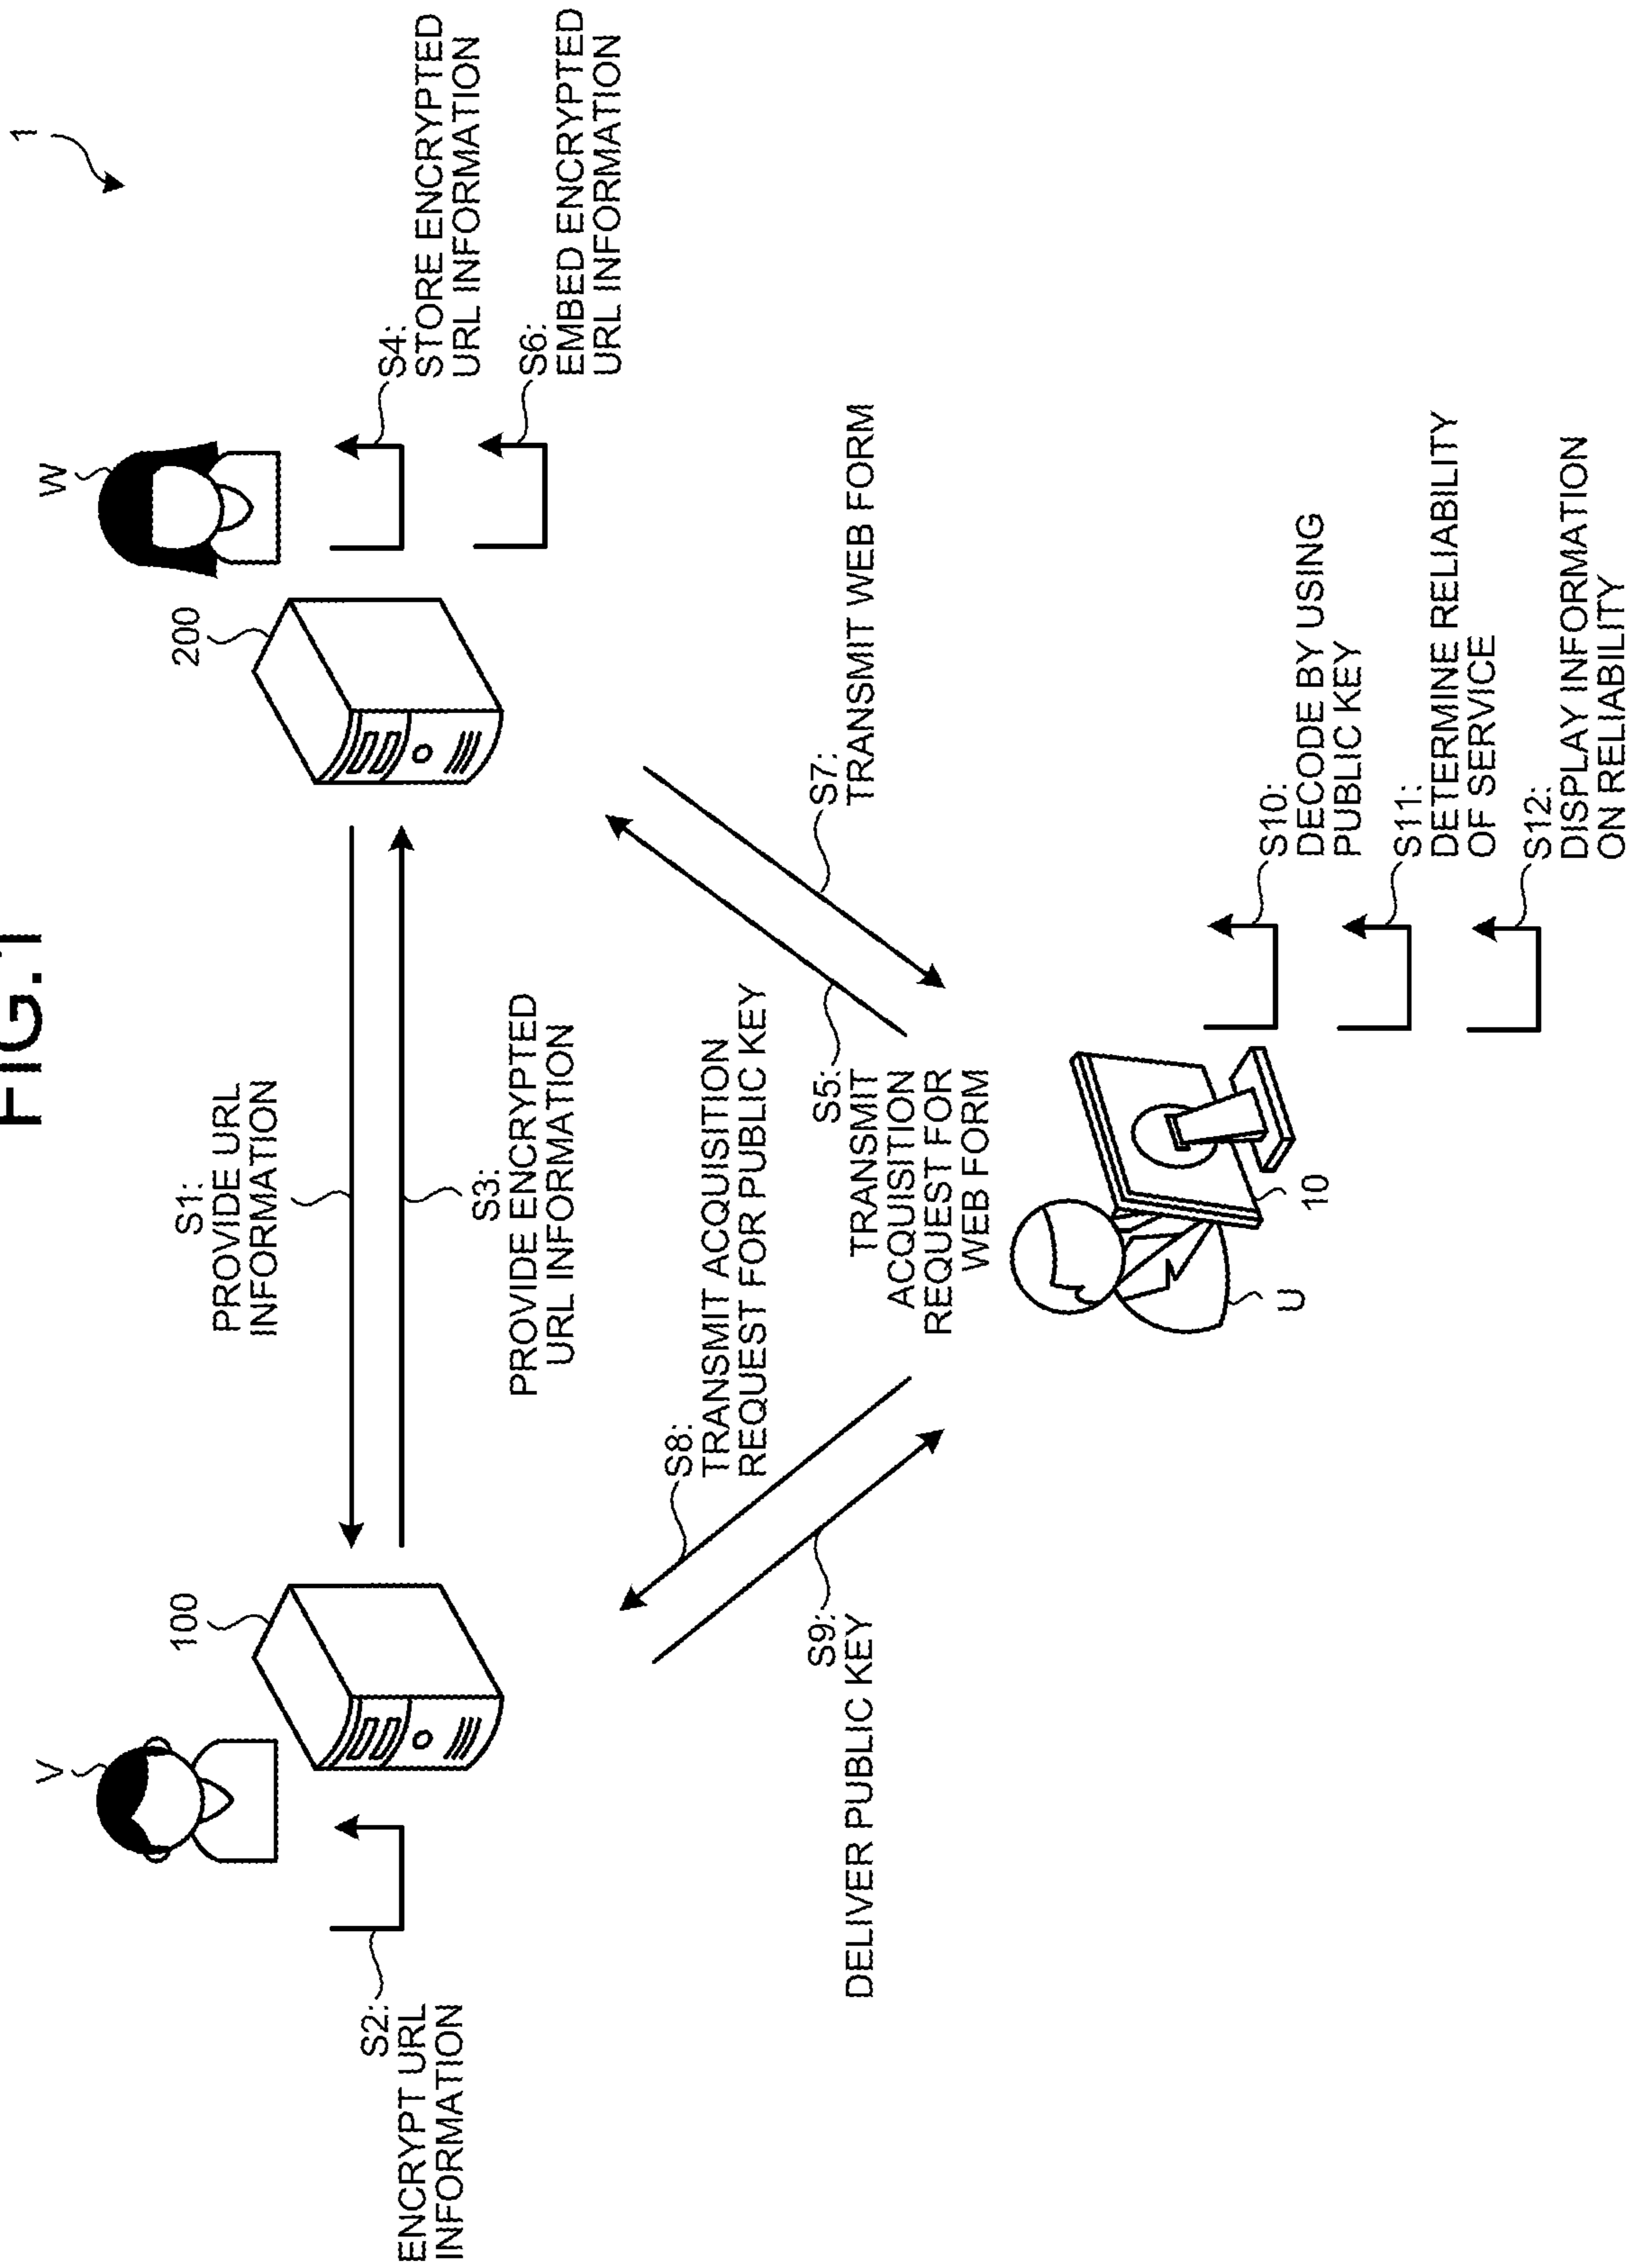 FIG.1
1
V
100
W
200
S1:
PROVIDE URL
INFORMATION
S2:
ENCRYPT URL
INFORMATION
S3:
PROVIDE ENCRYPTED
URL INFORMATION
S4:
STORE ENCRYPTED
URL INFORMATION
S6:
EMBED ENCRYPTED
URL INFORMATION
S8:
TRANSMIT ACQUISITION
REQUEST FOR PUBLIC KEY
S9:
DELIVER PUBLIC KEY
S5:
TRANSMIT
ACQUISITION
REQUEST FOR
WEB FORM
S7:
TRANSMIT WEB FORM
U
10
S10:
DECODE BY USING
PUBLIC KEY
S11:
DETERMINE RELIABILITY
OF SERVICE
S12:
DISPLAY INFORMATION
ON RELIABILITY